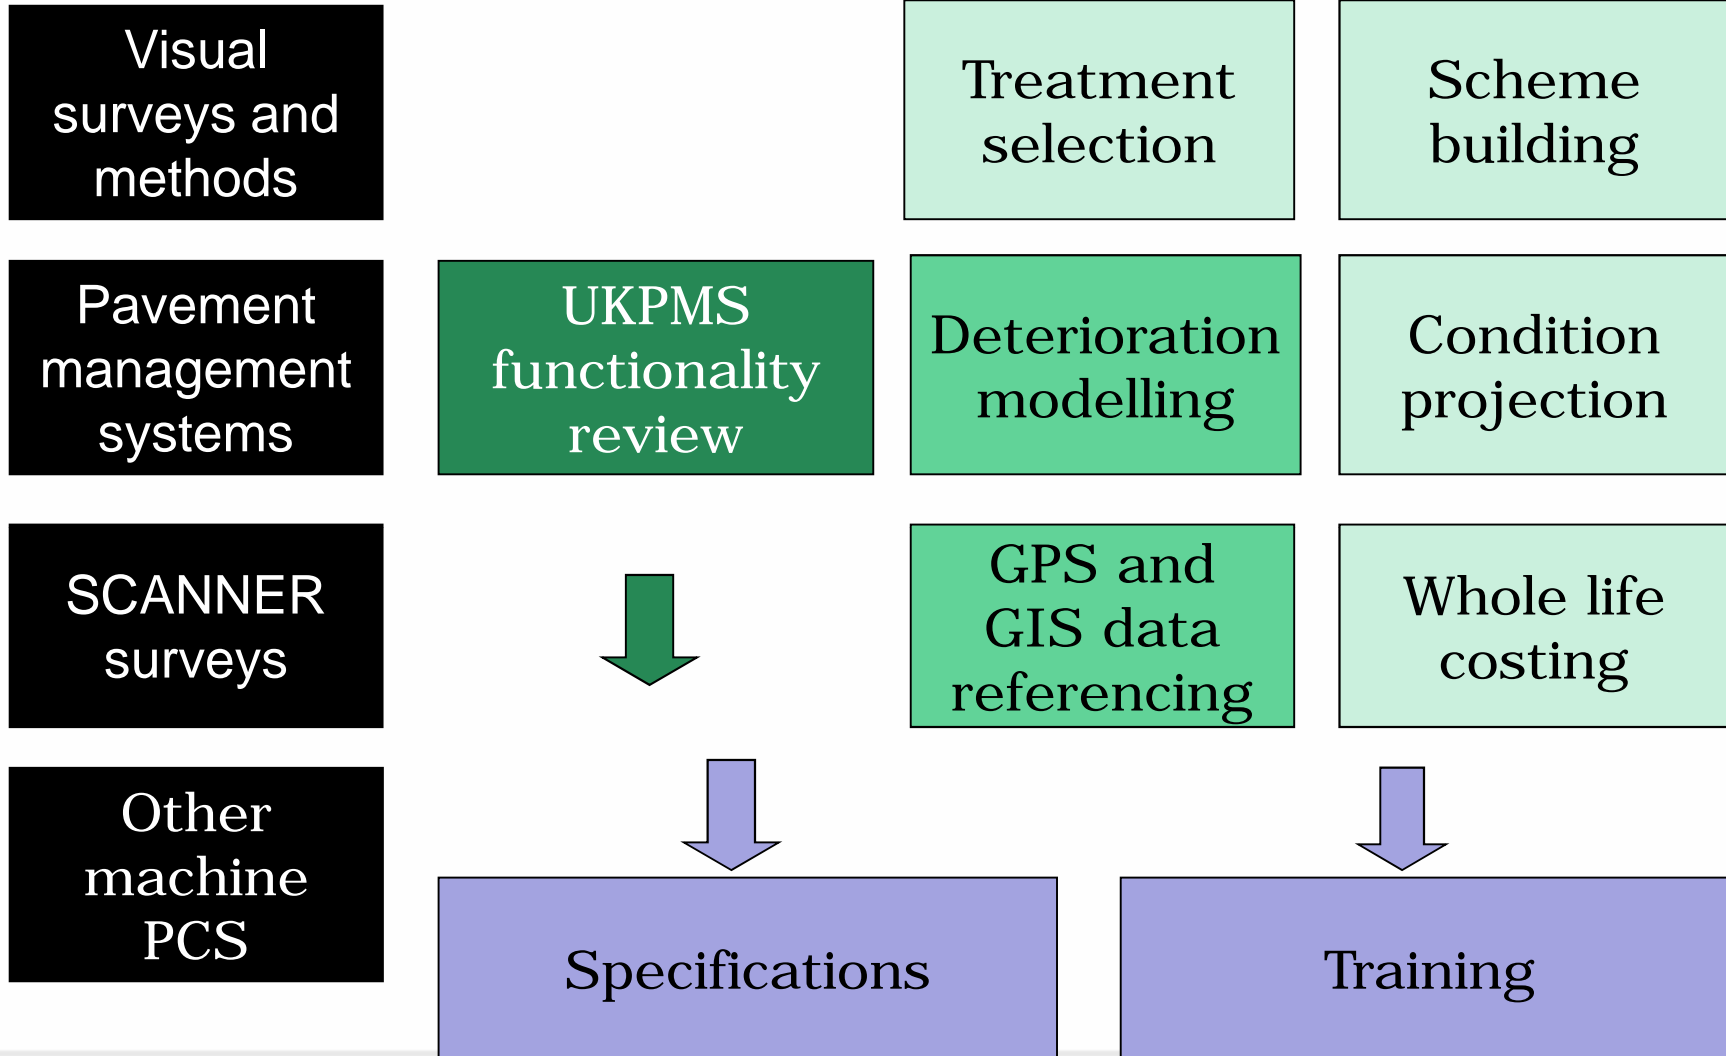 Visual
surveys and
methods
Treatment
selection
Scheme
building
Pavement
management
systems
UKPMS
functionality
review
Deterioration
modelling
Condition
projection
SCANNER
surveys
GPS and
GIS data
referencing
Whole life
costing
Other
machine
PCS
Specifications
Training